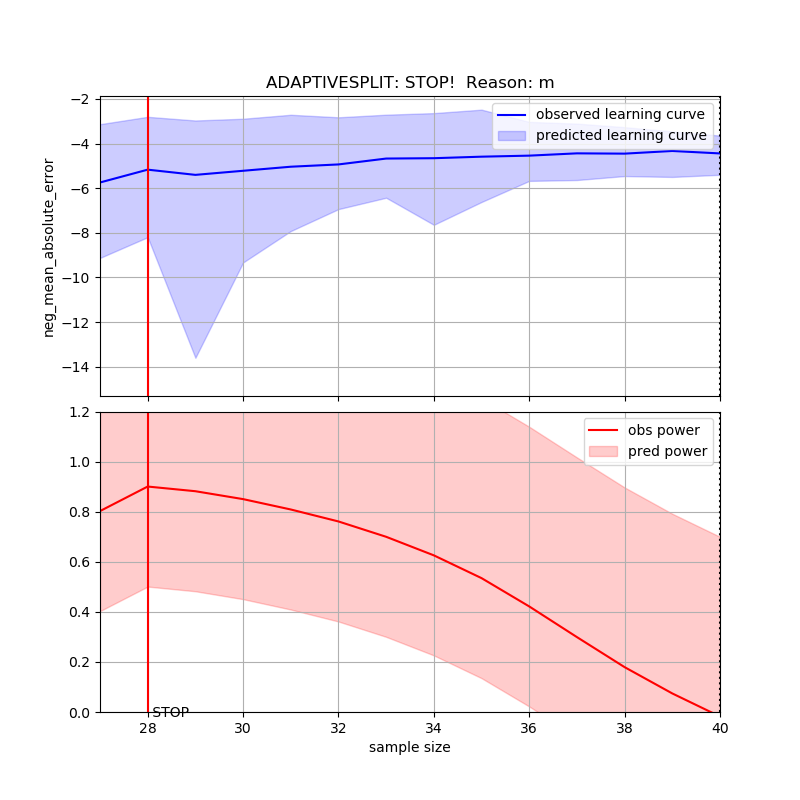 ADAPTIVESPLIT: STOP!  Reason: m
−2
−4
−6
−8
−10
−12
−14
neg_mean_absolute_error
observed learning curve
predicted learning curve
1.2
1.0
0.8
0.6
0.4
0.2
0.0
obs power
pred power
STOP
28
30
32
34
36
38
40
sample size